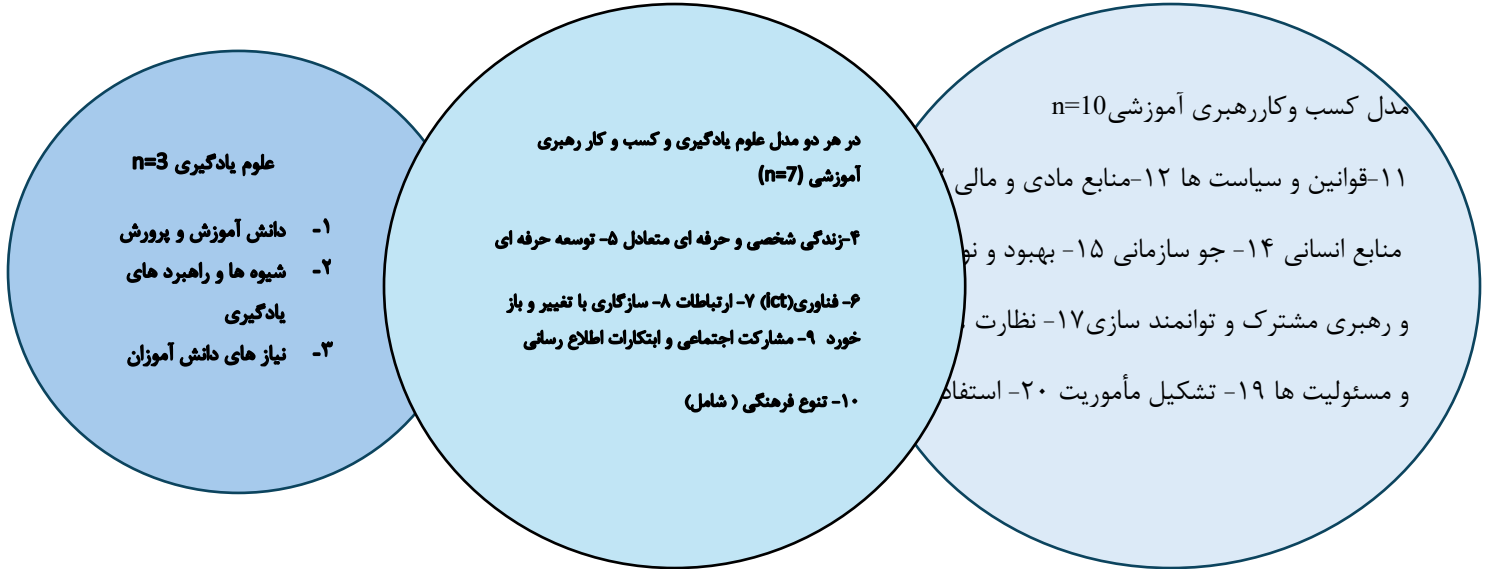 علوم یادگیری n=3
۱- دانش آموزش و پرورش
۲- شیوه ها و راهبرد های
یادگیری
۳- نیاز های دانش آموزان
در هر دو مدل علوم یادگیری و کسب و کار رهبری
آموزشی (n=7)
۴-زندگی شخصی و حرفه ای متعادل ۵- توسعه حرفه ای
۶- فناوری(ict) ۷- ارتباطات ۸- سازگاری با تغییر و باز
خورد ۹- مشارکت اجتماعی و ابتکارات اطلاع رسانی
۱۰- تنوع فرهنگی ( شامل)
مدل کسب وکاررهبری آموزشی n=10
۱۱-قوانین و سیاست ها ۱۲-منابع مادی و مالی
منابع انسانی ۱۴- جو سازمانی ۱۵- بهبود و
و رهبری مشترک و توانمند سازی۱۷- نظارت
و مسئولیت ها ۱۹- تشکیل مأموریت ۲۰-